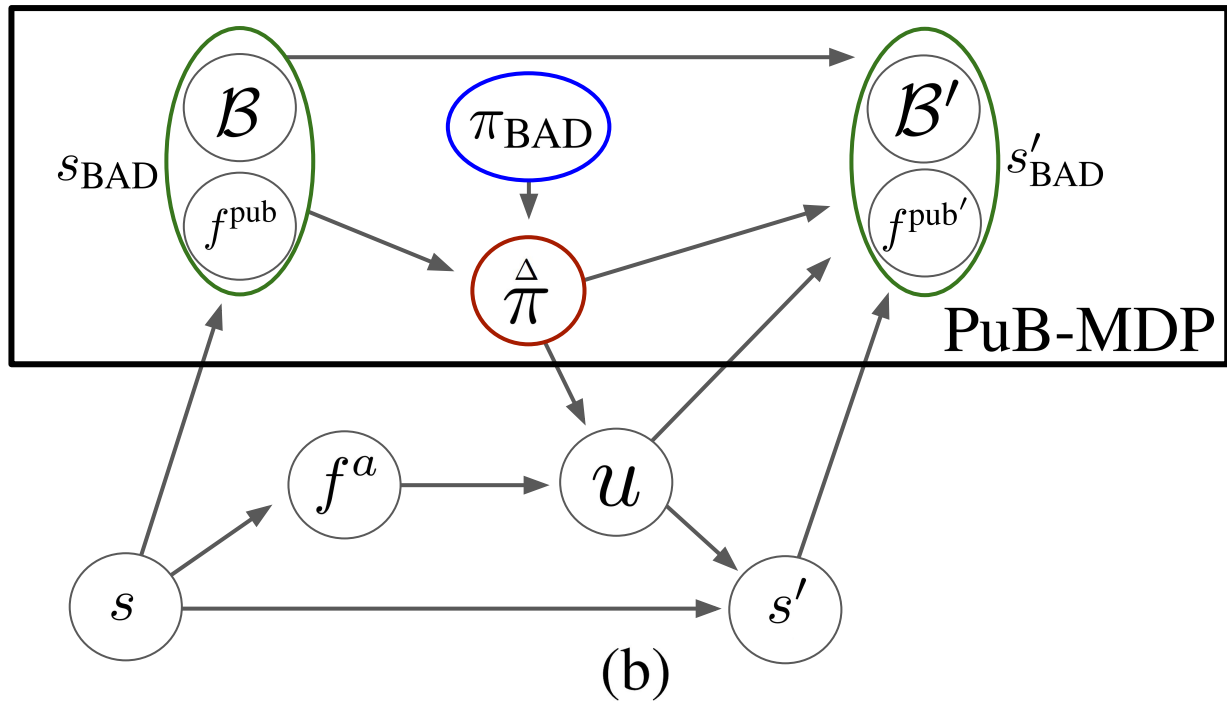 ℬ
ℬ′
π_BAD
s_BAD
s′_BAD
f^pub
f^pub′
π̂^Δ
PuB-MDP
f^a
u
s
s′
(b)